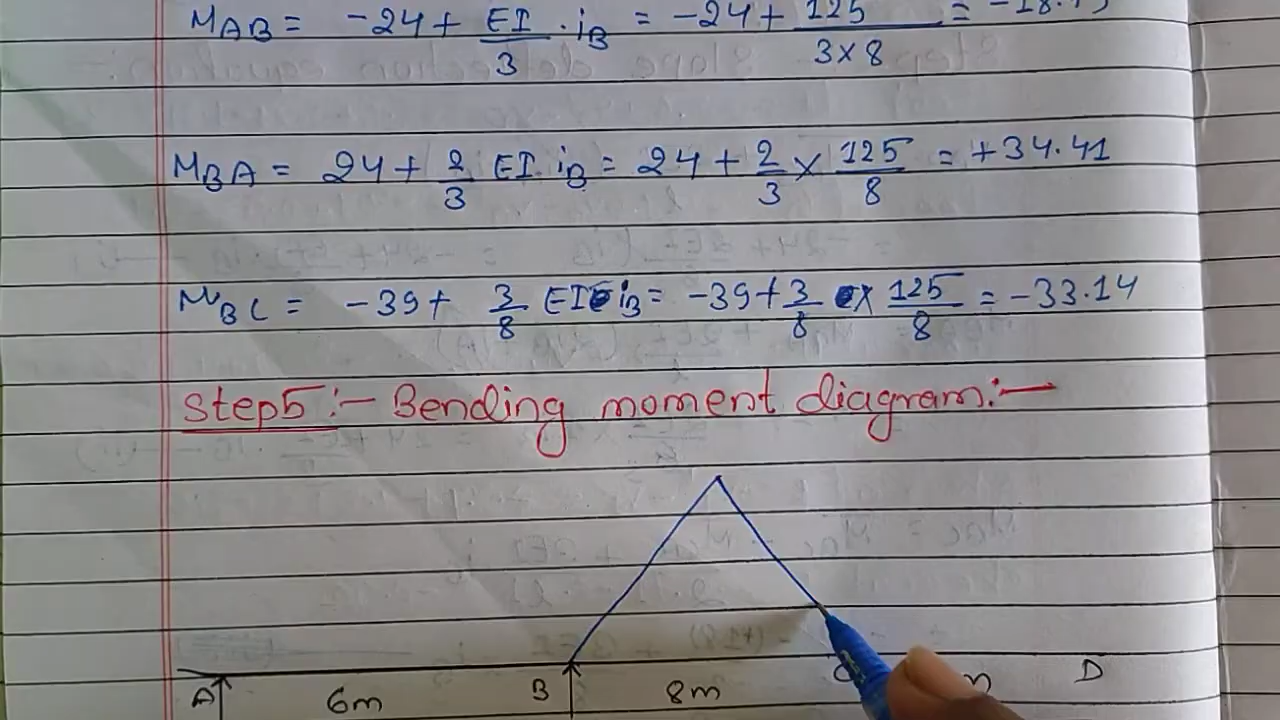 MAB = -24 + EI/3 . iB = -24 + 125/3×8 = -18.79
MBA = 24 + 2/3 EI. iB = 24 + 2/3 × 125/8 = +34.41
MBC = -39 + 3/8 EI iB = -39 + 3/8 × 125/8 = -33.14
Step5:- Bending moment diagram:-
A 6m B 8m D